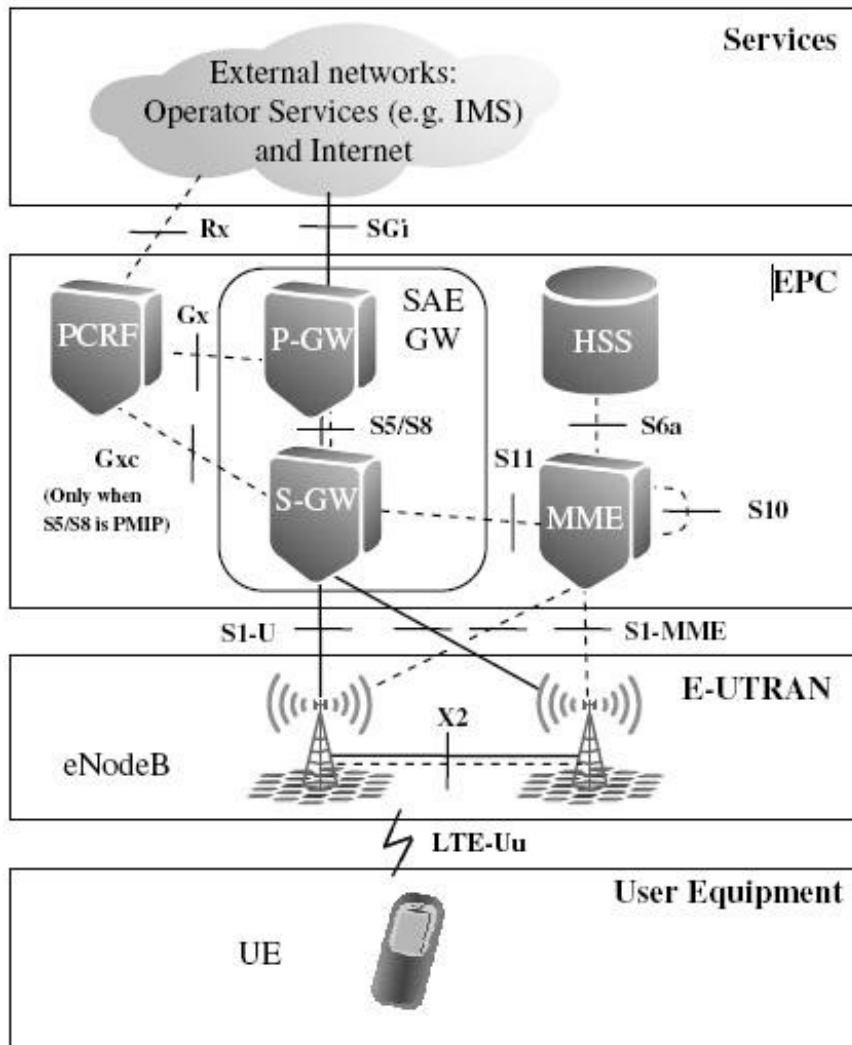 Services
External networks:
Operator Services (e.g. IMS)
and Internet
Rx
SGi
EPC
SAE
GW
PCRF
Gx
P-GW
HSS
S5/S8
S6a
Gxc
S11
(Only when
S5/S8 is PMIP)
S-GW
MME
S10
S1-U
S1-MME
E-UTRAN
X2
eNodeB
LTE-Uu
User Equipment
UE